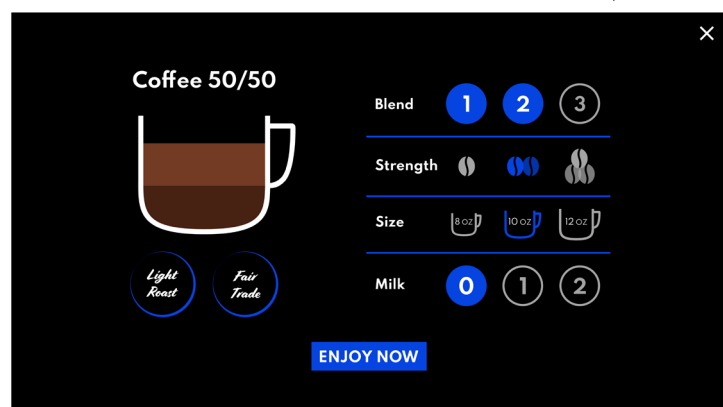 Coffee 50/50
Light
Roast
Fair
Trade
Blend 1 2 3
Strength
Size 8 oz 10 oz 12 oz
Milk 0 1 2
ENJOY NOW